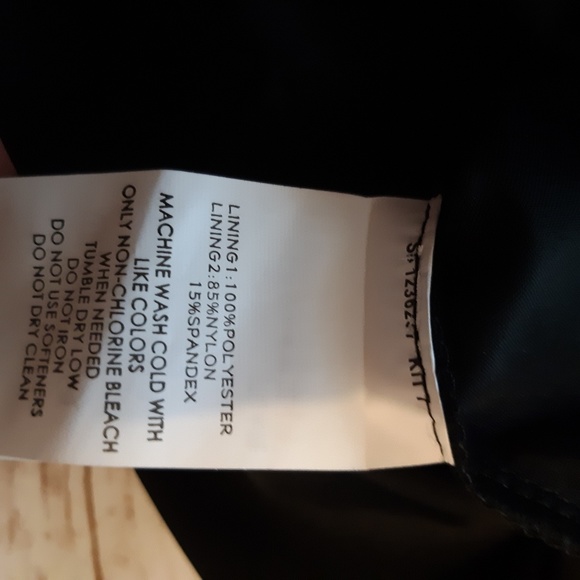 LINING1:100%POLYESTER
LINING2:85%NYLON
15%SPANDEX
MACHINE WASH COLD WITH
LIKE COLORS
ONLY NON-CHLORINE BLEACH
WHEN NEEDED
TUMBLE DRY LOW
DO NOT IRON
DO NOT USE SOFTENERS
DO NOT DRY CLEAN